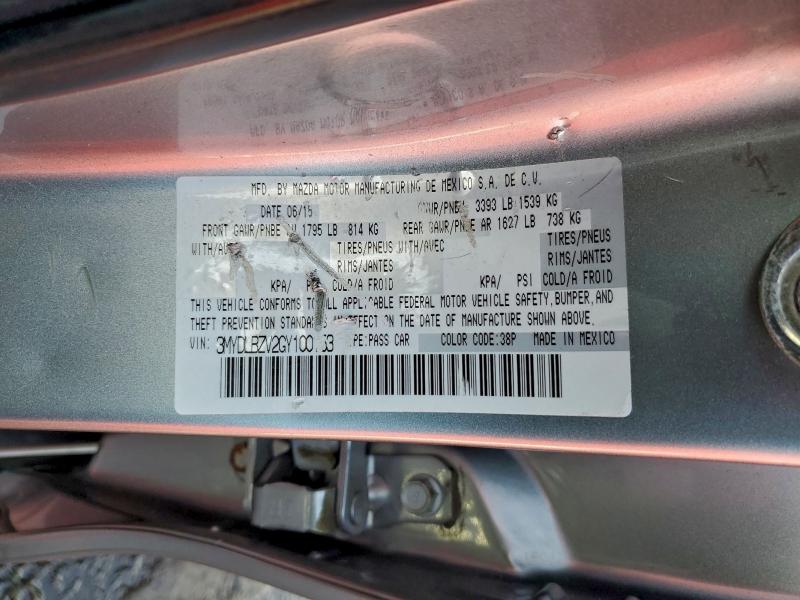 MFD. BY MAZDA MOTOR MANUFACTURING DE MEXICO S.A. DE C.V.
DATE 06/15 3393 LB 1539 KG
FRONT GAWR/PNBE 1795 LB 814 KG REAR GAWR/PNBE AR 1627 LB 738 KG
TIRES/PNEUS WITH/AVEC TIRES/PNEUS
RIMS/JANTES RIMS/JANTES
KPA/ PSI COLD/A FROID KPA/ PSI COLD/A FROID
THIS VEHICLE CONFORMS TO ALL APPLICABLE FEDERAL MOTOR VEHICLE SAFETY, BUMPER, AND
THEFT PREVENTION STANDARDS IN EFFECT ON THE DATE OF MANUFACTURE SHOWN ABOVE.
VIN: PASS CAR COLOR CODE:38P MADE IN MEXICO